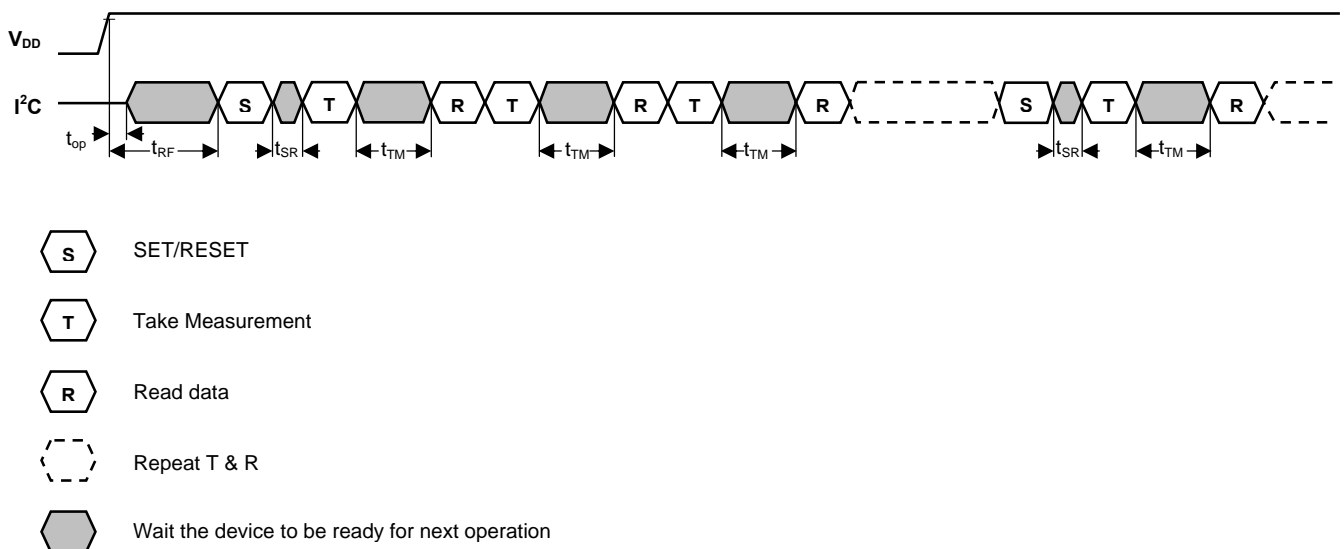 VDD
I²C S T R T R T R S T R
top tRF tSR tTM tTM tTM tSR tTM
S SET/RESET
T Take Measurement
R Read data
Repeat T & R
Wait the device to be ready for next operation